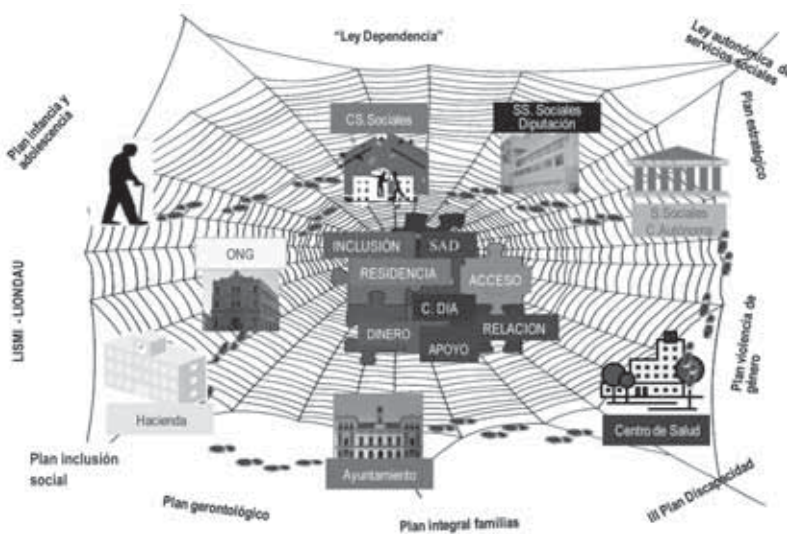 "Ley Dependencia"
Ley autonómica de
servicios sociales
Plan infancia y
adolescencia
CS.Sociales
SS. Sociales
Diputación
Plan estratégico
S.Sociales
C.Autónoma
ONG
INCLUSIÓN
SAD
RESIDENCIA
ACCESO
C. DIA
DINERO
RELACION
APOYO
LISMI - LIONDAU
Plan violencia de
género
Hacienda
Ayuntamiento
Centro de Salud
Plan inclusión
social
Plan gerontológico
Plan integral familias
III Plan Discapacidad